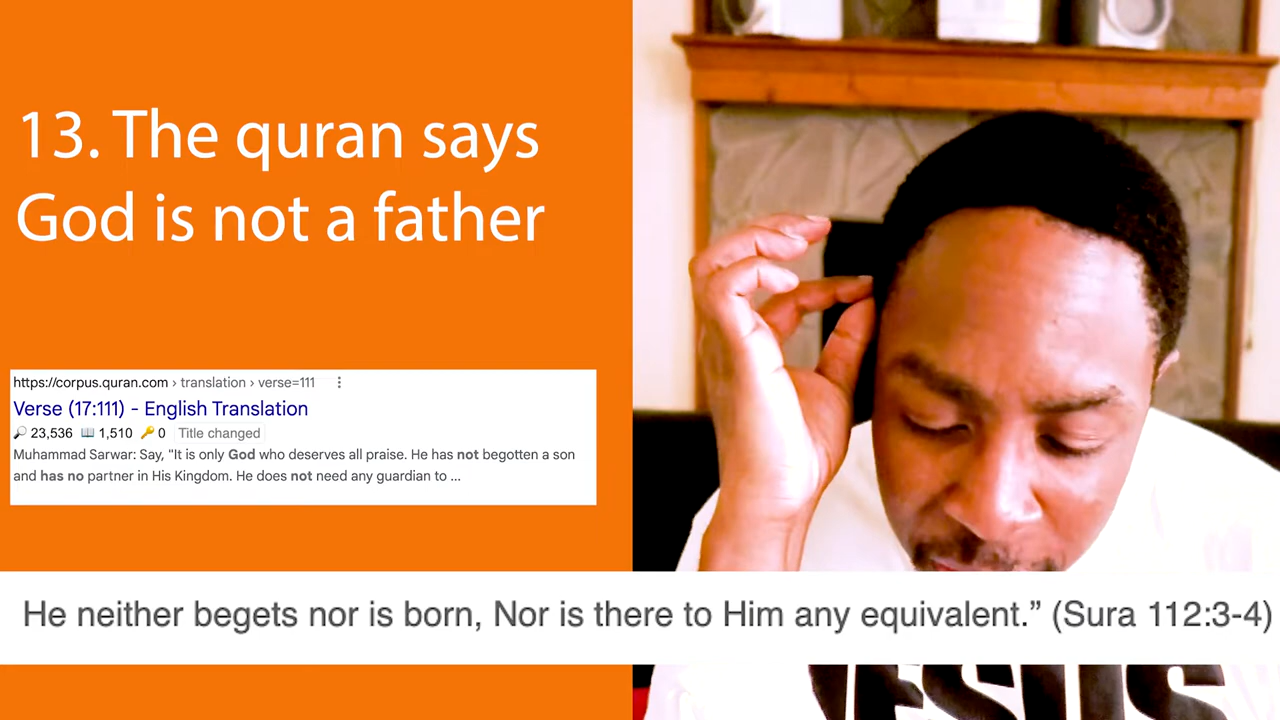 13. The quran says
God is not a father
https://corpus.quran.com › translation › verse=111
Verse (17:111) - English Translation
23,536 1,510 0 Title changed
Muhammad Sarwar: Say, "It is only God who deserves all praise. He has not begotten a son
and has no partner in His Kingdom. He does not need any guardian to ...
He neither begets nor is born, Nor is there to Him any equivalent.” (Sura 112:3-4)
JESUS